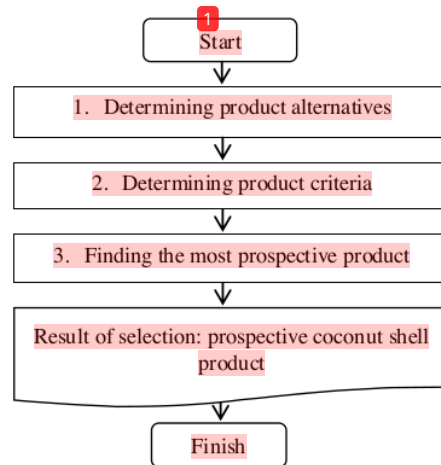 1
Start
1. Determining product alternatives
2. Determining product criteria
3. Finding the most prospective product
Result of selection: prospective coconut shell
product
Finish